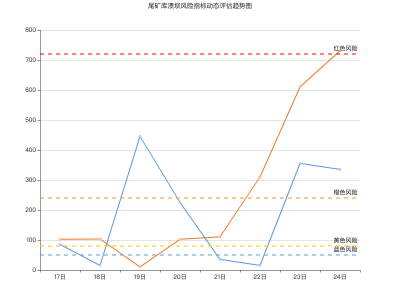 尾矿库溃坝风险指标动态评估趋势图
800
700
600
500
400
300
200
100
0
红色风险
橙色风险
黄色风险
蓝色风险
17日
18日
19日
20日
21日
22日
23日
24日